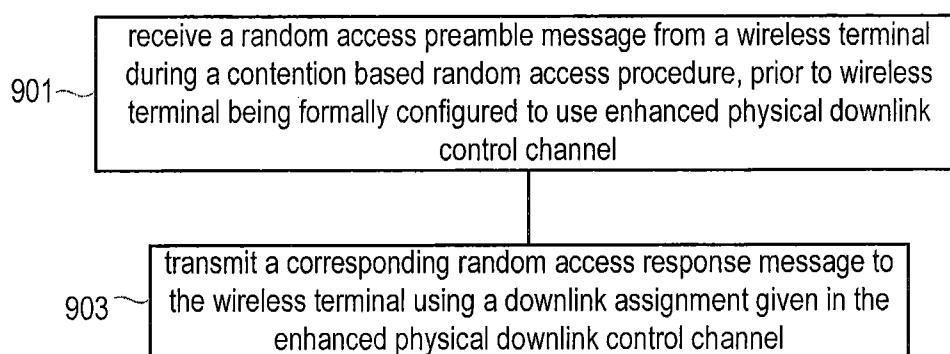 receive a random access preamble message from a wireless terminal
during a contention based random access procedure, prior to wireless
901
terminal being formally configured to use enhanced physical downlink
control channel
transmit a corresponding random access response message to
the wireless terminal using a downlink assignment given in the
903
enhanced physical downlink control channel